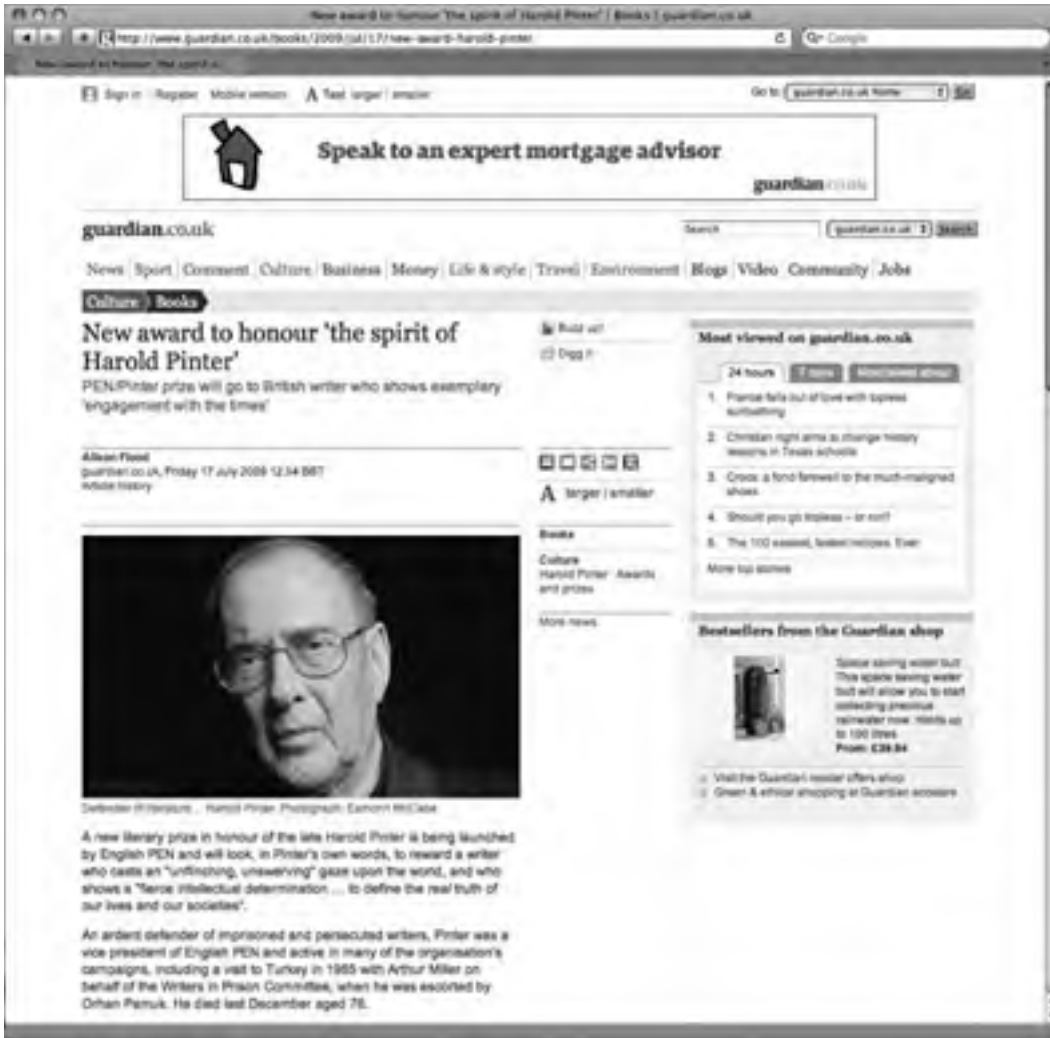 New award to honour 'the spirit of Harold Pinter' | Books | guardian.co.uk
http://www.guardian.co.uk/books/2009/jul/17/new-award-harold-pinter
Google
New award to honour 'the spirit o...
Sign in Register Mobile version A Text larger | smaller
Go to: guardian.co.uk home Go
Speak to an expert mortgage advisor
guardian.co.uk
guardian.co.uk
Search guardian.co.uk Search
News Sport Comment Culture Business Money Life & style Travel Environment Blogs Video Community Jobs
Culture Books
New award to honour 'the spirit of
Harold Pinter'
PEN/Pinter prize will go to British writer who shows exemplary
'engagement with the times'
Alison Flood
guardian.co.uk, Friday 17 July 2009 12.34 BST
Article history
Defender of literature ... Harold Pinter. Photograph: Eamonn McCabe
A new literary prize in honour of the late Harold Pinter is being launched
by English PEN and will look, in Pinter's own words, to reward a writer
who casts an "unflinching, unswerving" gaze upon the world, and who
shows a "fierce intellectual determination ... to define the real truth of
our lives and our societies".
An ardent defender of imprisoned and persecuted writers, Pinter was a
vice president of English PEN and active in many of the organisation's
campaigns, including a visit to Turkey in 1985 with Arthur Miller on
behalf of the Writers in Prison Committee, when he was escorted by
Orhan Pamuk. He died last December aged 78.
Buzz up!
Digg it
A larger | smaller
Books
Culture
Harold Pinter · Awards
and prizes
More news
Most viewed on guardian.co.uk
24 hours
1. France falls out of love with topless
sunbathing
2. Christian right aims to change history
lessons in Texas schools
3. Crocs: a fond farewell to the much-maligned
shoes
4. Should you go topless – or not?
5. The 100 easiest, fastest recipes. Ever
More top stories
Bestsellers from the Guardian shop
Space saving water butt
This space saving water
butt will allow you to start
collecting precious
rainwater now. Holds up
to 100 litres
From: £39.94
Visit the Guardian reader offers shop
Green & ethical shopping at Guardian ecostore